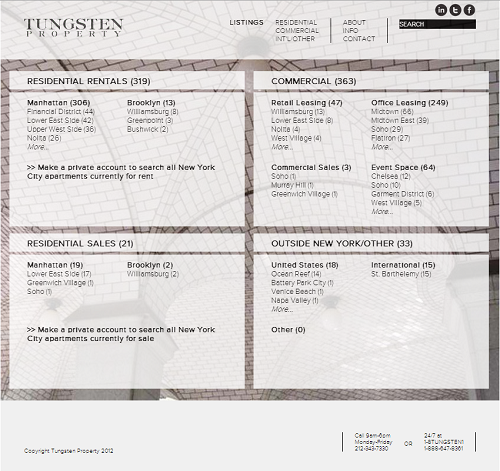 TUNGSTEN
PROPERTY
LISTINGS
RESIDENTIAL
COMMERCIAL
INT'L/OTHER
ABOUT
INFO
CONTACT
SEARCH
RESIDENTIAL RENTALS (319)
Manhattan (306)
Financial District (44)
Lower East Side (42)
Upper West Side (36)
Nolita (26)
More...
Brooklyn (13)
Williamsburg (8)
Greenpoint (3)
Bushwick (2)
>> Make a private account to search all New York
City apartments currently for rent
COMMERCIAL (363)
Retail Leasing (47)
Williamsburg (13)
Lower East Side (8)
Nolita (4)
West Village (4)
More...
Office Leasing (249)
Midtown (66)
Midtown East (39)
Soho (29)
Flatiron (27)
More...
Commercial Sales (3)
Soho (1)
Murray Hill (1)
Greenwich Village (1)
Event Space (64)
Chelsea (12)
Soho (10)
Garment District (6)
West Village (5)
More...
RESIDENTIAL SALES (21)
Manhattan (19)
Lower East Side (17)
Greenwich Village (1)
Soho (1)
Brooklyn (2)
Williamsburg (2)
>> Make a private account to search all New York
City apartments currently for sale
OUTSIDE NEW YORK/OTHER (33)
United States (18)
Ocean Reef (14)
Battery Park City (1)
Venice Beach (1)
Napa Valley (1)
More...
International (15)
St. Barthelemy (15)
Other (0)
Copyright Tungsten Property 2012
Call 9am-6pm
Monday-Friday
212-343-7330
OR
24/7 at
1-8TUNGSTEN1
1-888-647-8361